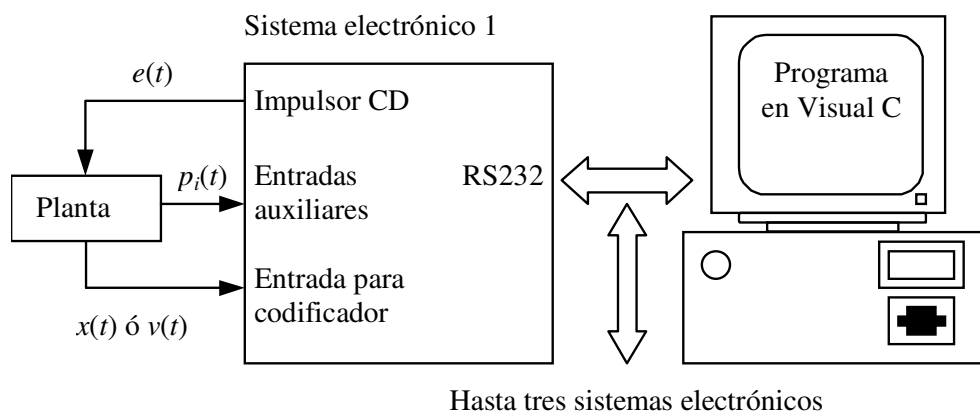 Sistema electrónico 1
e(t)
Impulsor CD
Programa
en Visual C
Planta
p_i(t)
Entradas
auxiliares
RS232
Entrada para
codificador
x(t) ó v(t)
Hasta tres sistemas electrónicos